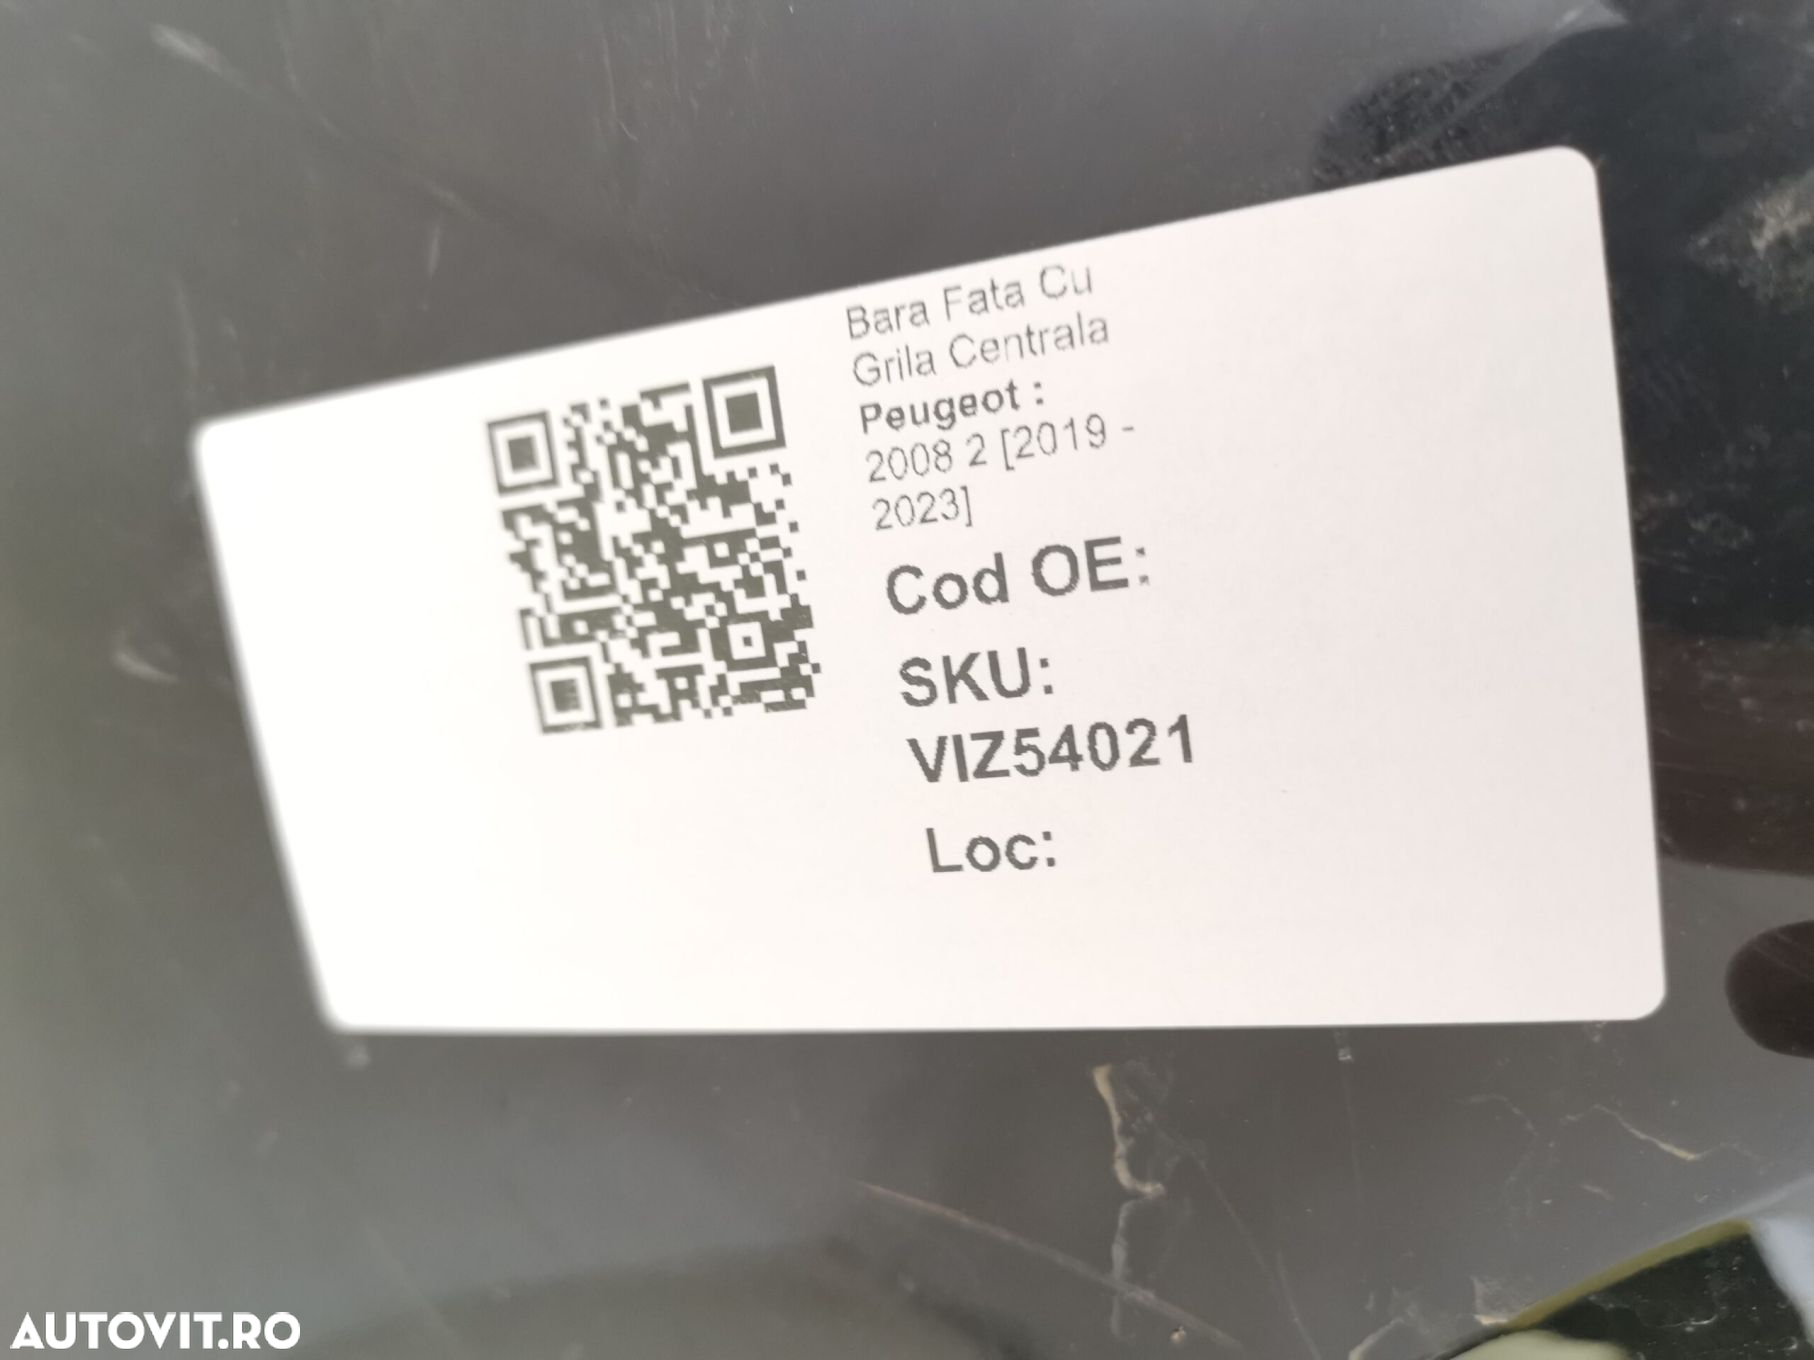 Bara Fata Cu
Grila Centrala
Peugeot :
2008 2 [2019 -
2023]
Cod OE:
SKU:
VIZ54021
Loc:
AUTOVIT.RO